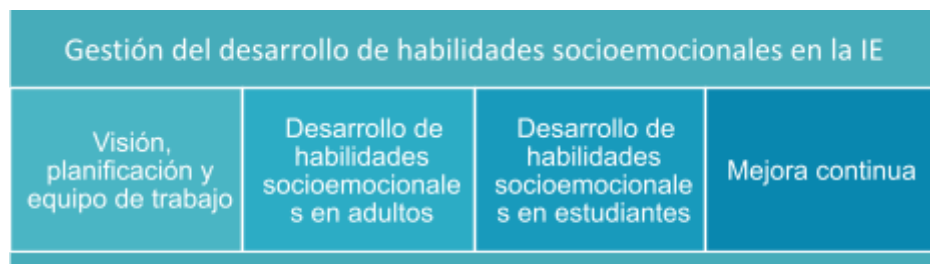 Gestión del desarrollo de habilidades socioemocionales en la IE
Visión,
planificación y
equipo de trabajo
Desarrollo de
habilidades
socioemocionale
s en adultos
Desarrollo de
habilidades
socioemocionale
s en estudiantes
Mejora continua